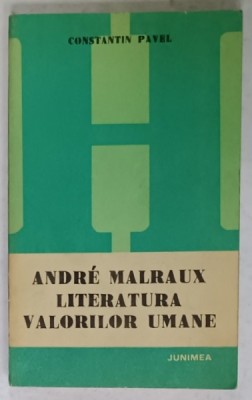 CONSTANTIN PAVEL
ANDRÉ MALRAUX
LITERATURA
VALORILOR UMANE
JUNIMEA